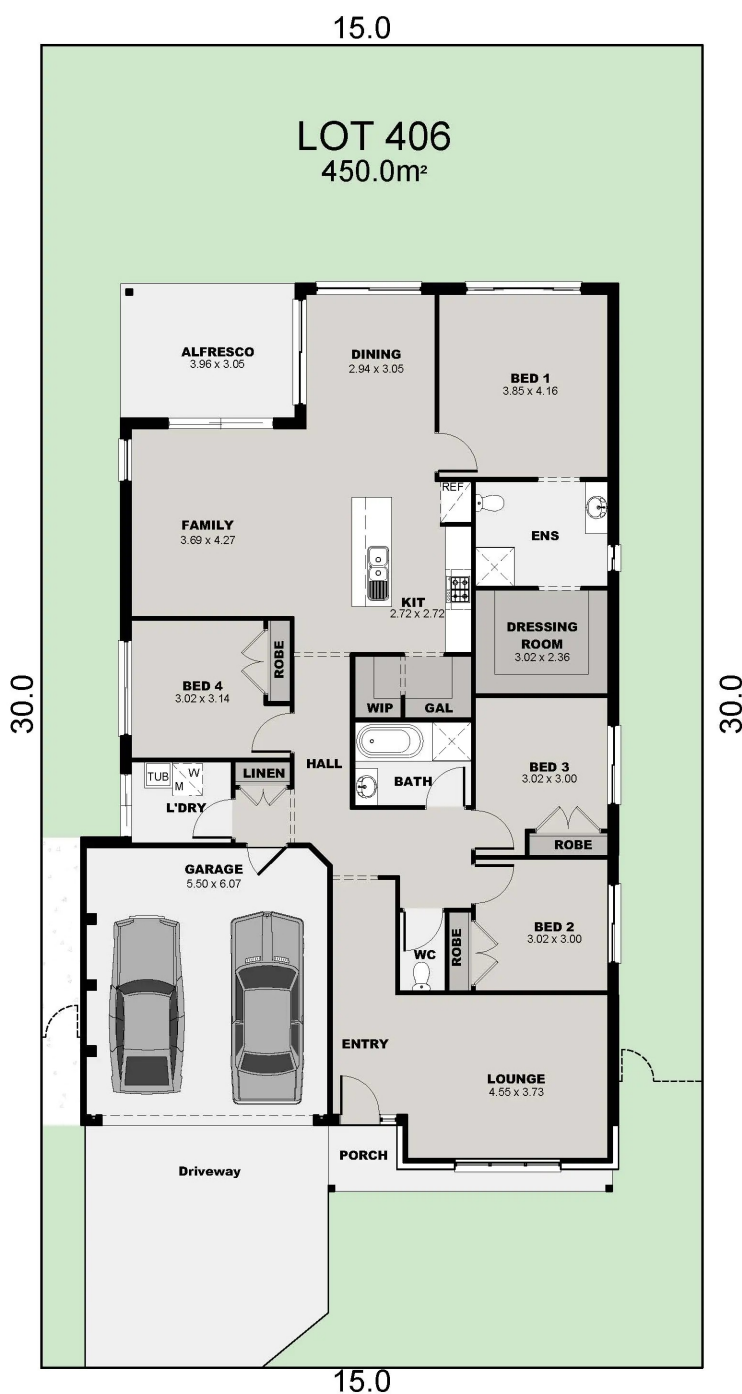 15.0
LOT 406
450.0m²
ALFRESCO
3.96 x 3.05
DINING
2.94 x 3.05
BED 1
3.85 x 4.16
REF
FAMILY
3.69 x 4.27
ENS
KIT
2.72 x 2.72
DRESSING
ROOM
3.02 x 2.36
ROBE
BED 4
3.02 x 3.14
WIP
GAL
30.0
30.0
HALL
BATH
BED 3
3.02 x 3.00
LINEN
TUB
W
M
L'DRY
ROBE
GARAGE
5.50 x 6.07
BED 2
3.02 x 3.00
WC
ROBE
ENTRY
LOUNGE
4.55 x 3.73
PORCH
Driveway
15.0